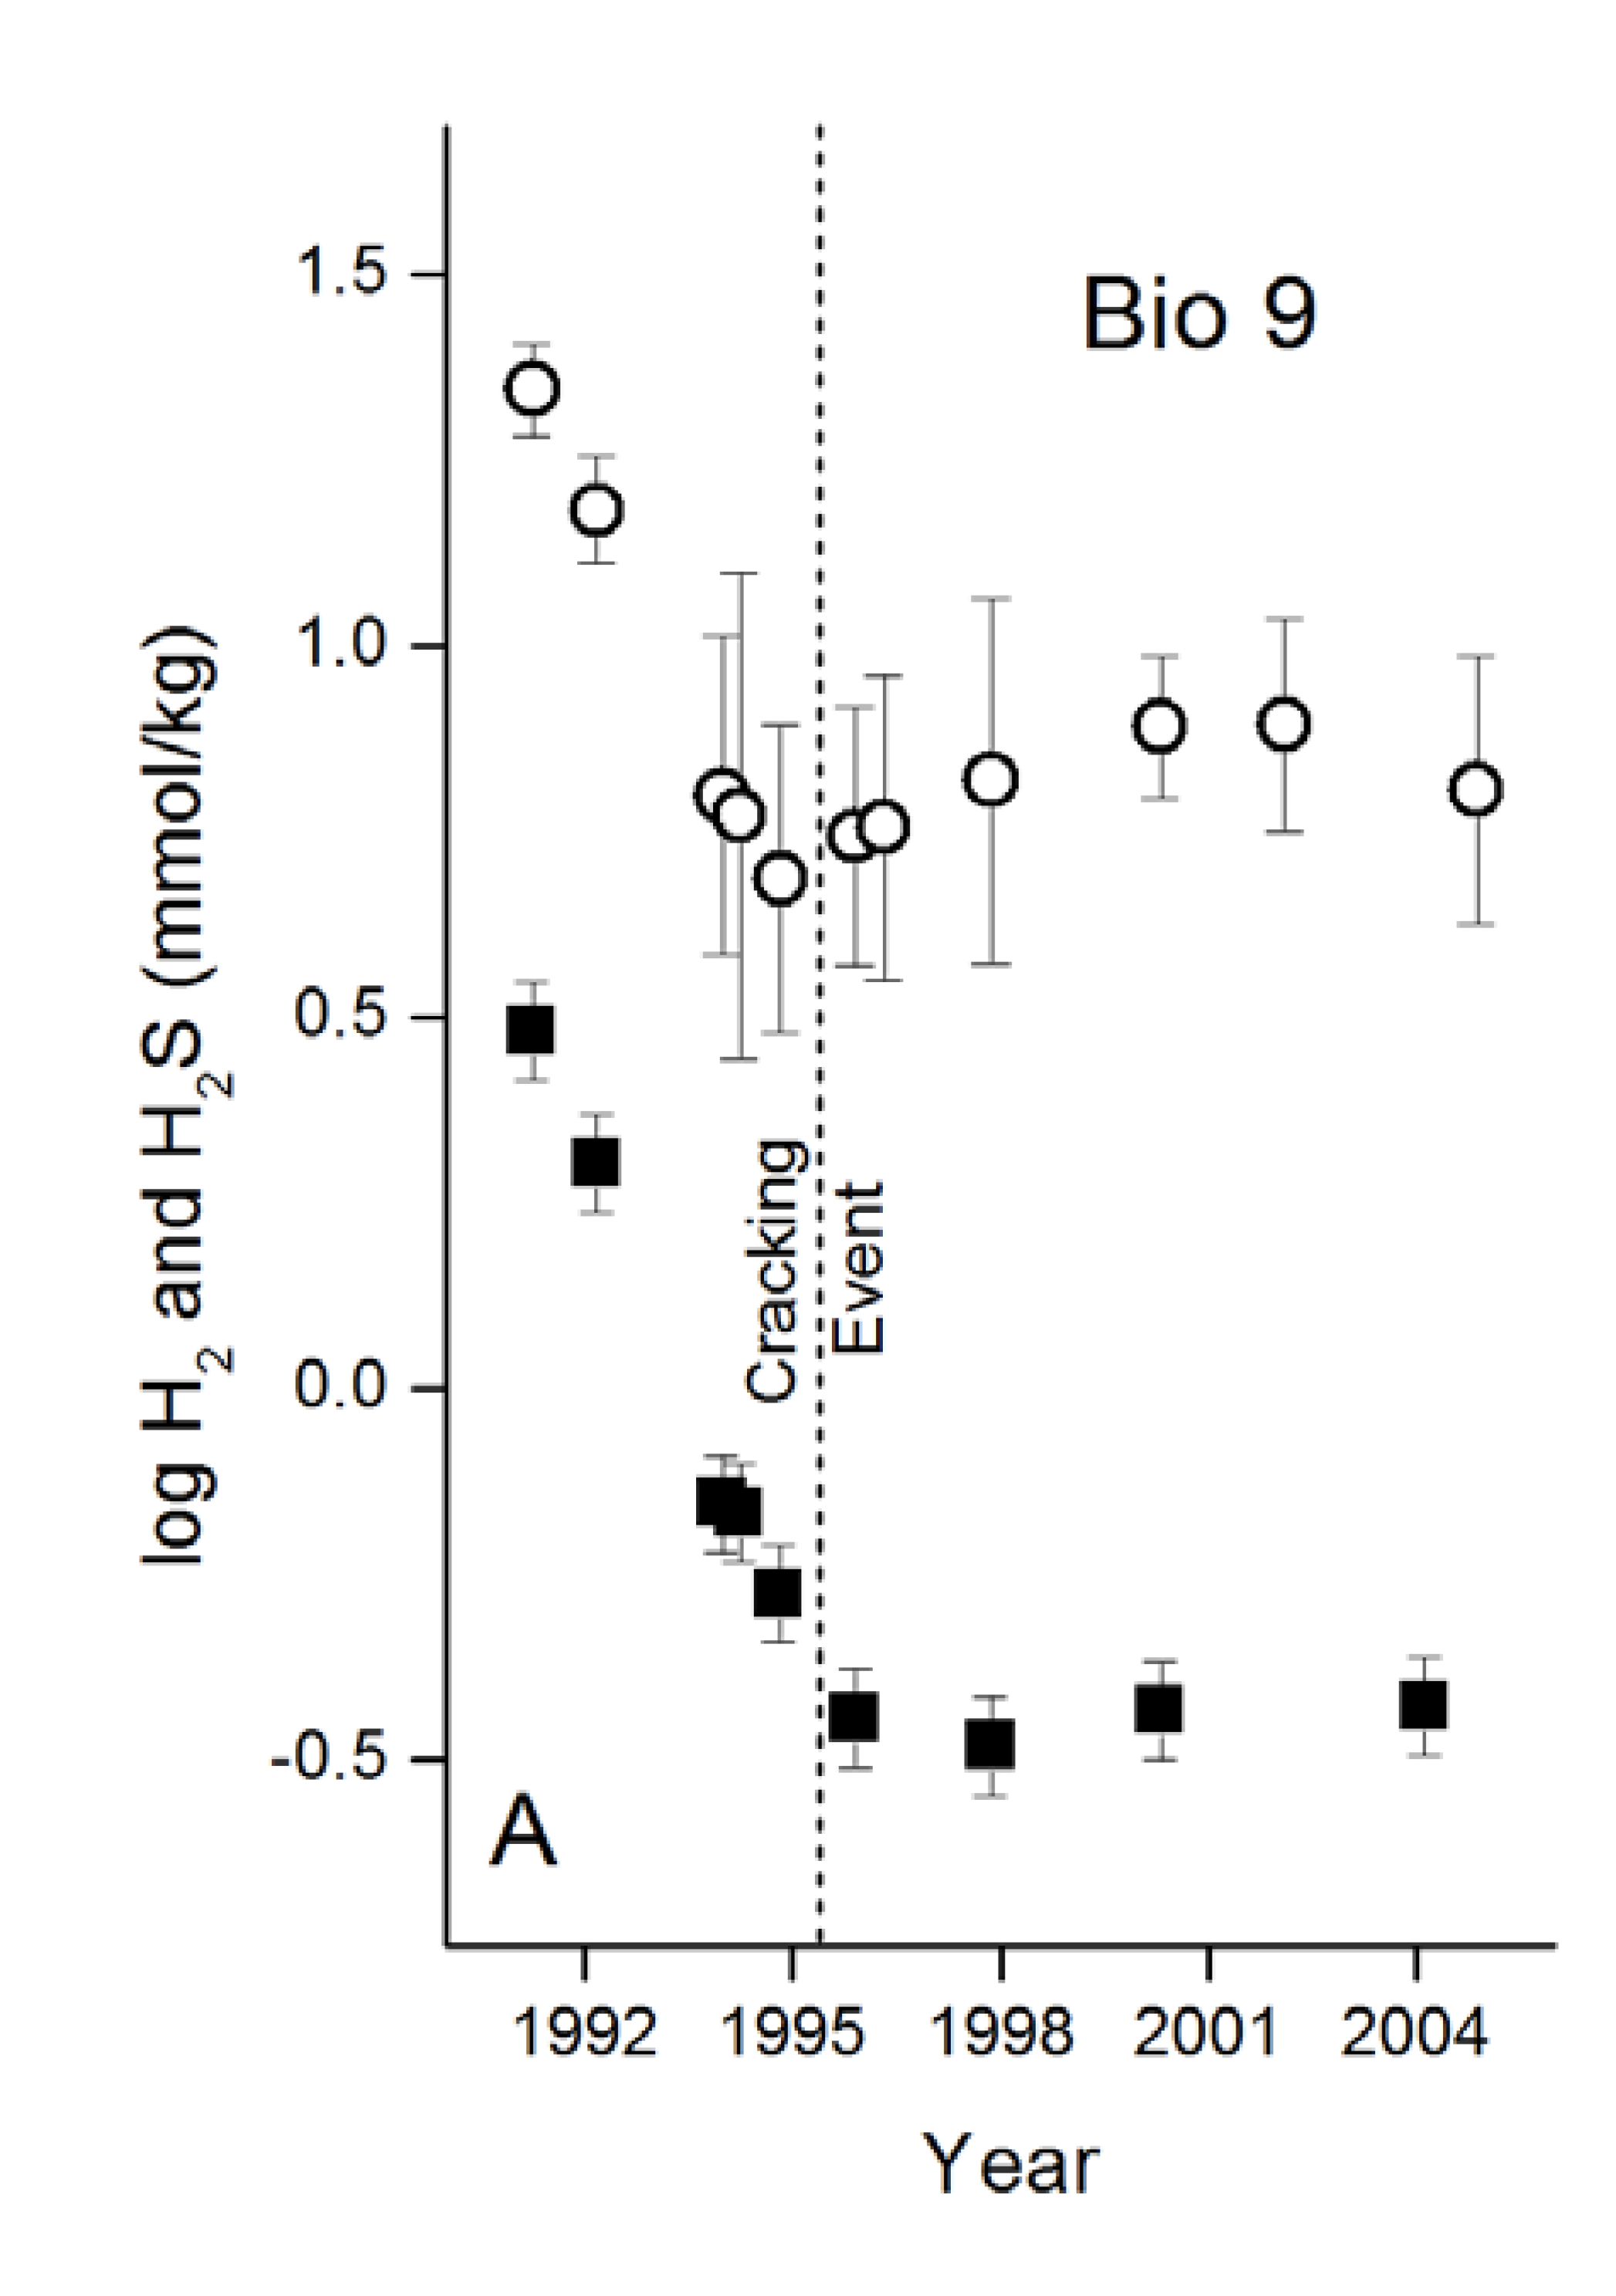 log H2 and H2S (mmol/kg)
1.5
1.0
0.5
0.0
-0.5
Bio 9
Cracking
Event
A
1992 1995 1998 2001 2004
Year